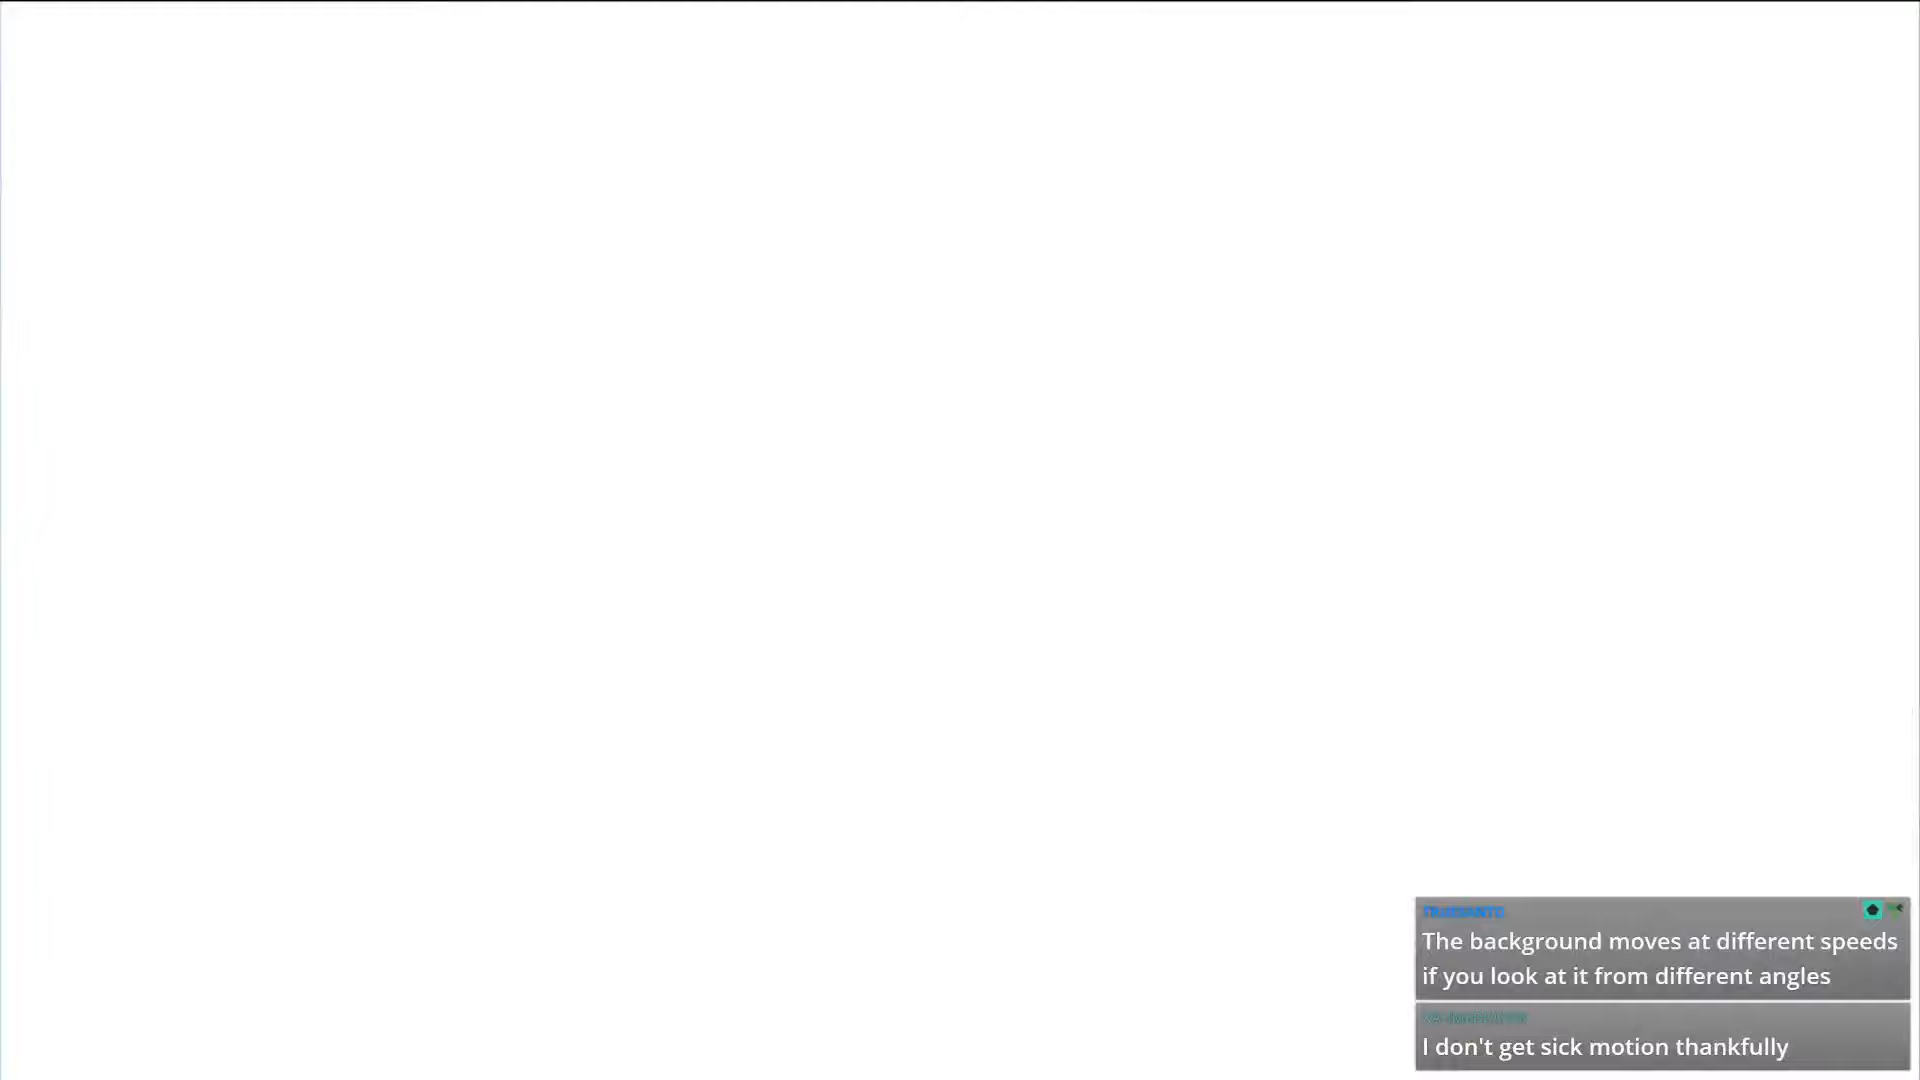 The background moves at different speeds
if you look at it from different angles
I don't get sick motion thankfully